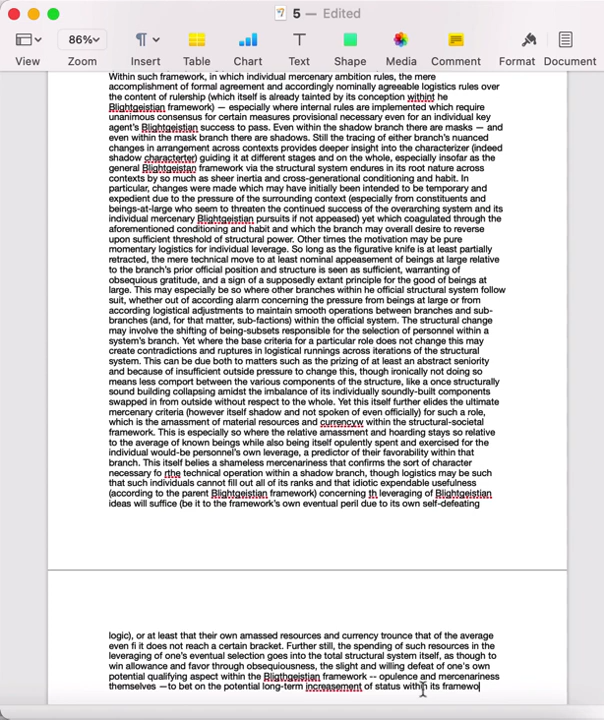 5 — Edited
86%
View Zoom Insert Table Chart Text Shape Media Comment Format Document
Within such framework, in which individual mercenary ambition rules, the mere
accomplishment of formal agreement and accordingly nominally agreeable logistics rules over
the content of rulership (which itself is already tainted by its conception withint he
Blightgeistian framework) — especially where internal rules are implemented which require
unanimous consensus for certain measures provisional necessary even for an individual key
agent's Blightgeistian success to pass. Even within the shadow branch there are masks — and
even within the mask branch there are shadows. Still the tracing of either branch's nuanced
changes in arrangement across contexts provides deeper insight into the characterizer (indeed
shadow characterter) guiding it at different stages and on the whole, especially insofar as the
general Blightgeistan framework via the structural system endures in its root nature across
contexts by so much as sheer inertia and cross-generational conditioning and habit. In
particular, changes were made which may have initially been intended to be temporary and
expedient due to the pressure of the surrounding context (especially from constituents and
beings-at-large who seem to threaten the continued success of the overarching system and its
individual mercenary Blightgeistian pursuits if not appeased) yet which coagulated through the
aforementioned conditioning and habit and which the branch may overall desire to reverse
upon sufficient threshold of structural power. Other times the motivation may be pure
momentary logistics for individual leverage. So long as the figurative knife is at least partially
retracted, the mere technical move to at least nominal appeasement of beings at large relative
to the branch's prior official position and structure is seen as sufficient, warranting of
obsequious gratitude, and a sign of a supposedly extant principle for the good of beings at
large. This may especially be so where other branches within he official structural system follow
suit, whether out of according alarm concerning the pressure from beings at large or from
according logistical adjustments to maintain smooth operations between branches and sub-
branches (and, for that matter, sub-factions) within the official system. The structural change
may involve the shifting of being-subsets responsible for the selection of personnel within a
system's branch. Yet where the base criteria for a particular role does not change this may
create contradictions and ruptures in logistical runnings across iterations of the structural
system. This can be due both to matters such as the prizing of at least an abstract seniority
and because of insufficient outside pressure to change this, though ironically not doing so
means less comport between the various components of the structure, like a once structurally
sound building collapsing amidst the imbalance of its individually soundly-built components
swapped in from outside without respect to the whole. Yet this itself further elides the ultimate
mercenary criteria (however itself shadow and not spoken of even officially) for such a role,
which is the amassment of material resources and currencyw within the structural-societal
framework. This is especially so where the relative amassment and hoarding stays so relative
to the average of known beings while also being itself opulently spent and exercised for the
individual would-be personnel's own leverage, a predictor of their favorability within that
branch. This itself belies a shameless mercenariness that confirms the sort of character
necessary fo rthe technical operation within a shadow branch, though logistics may be such
that such individuals cannot fill out all of its ranks and that idiotic expendable usefulness
(according to the parent Blightgeistian framework) concerning th leveraging of Blightgeistian
ideas will suffice (be it to the framework's own eventual peril due to its own self-defeating
logic), or at least that their own amassed resources and currency trounce that of the average
even fi it does not reach a certain bracket. Further still, the spending of such resources in the
leveraging of one's eventual selection goes into the total structural system itself, as though to
win allowance and favor through obsequiousness, the slight and willing defeat of one's own
potential qualifying aspect within the Bligthgeistian framework -- opulence and mercenariness
themselves —to bet on the potential long-term increasement of status within its framewo